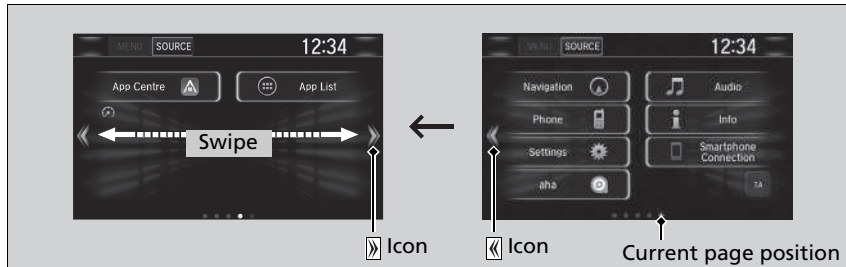 MENU SOURCE 12:34
App Centre App List
Swipe
» Icon
MENU SOURCE 12:34
Navigation Audio
Phone Info
Settings Smartphone
Connection
aha TA
« Icon
Current page position